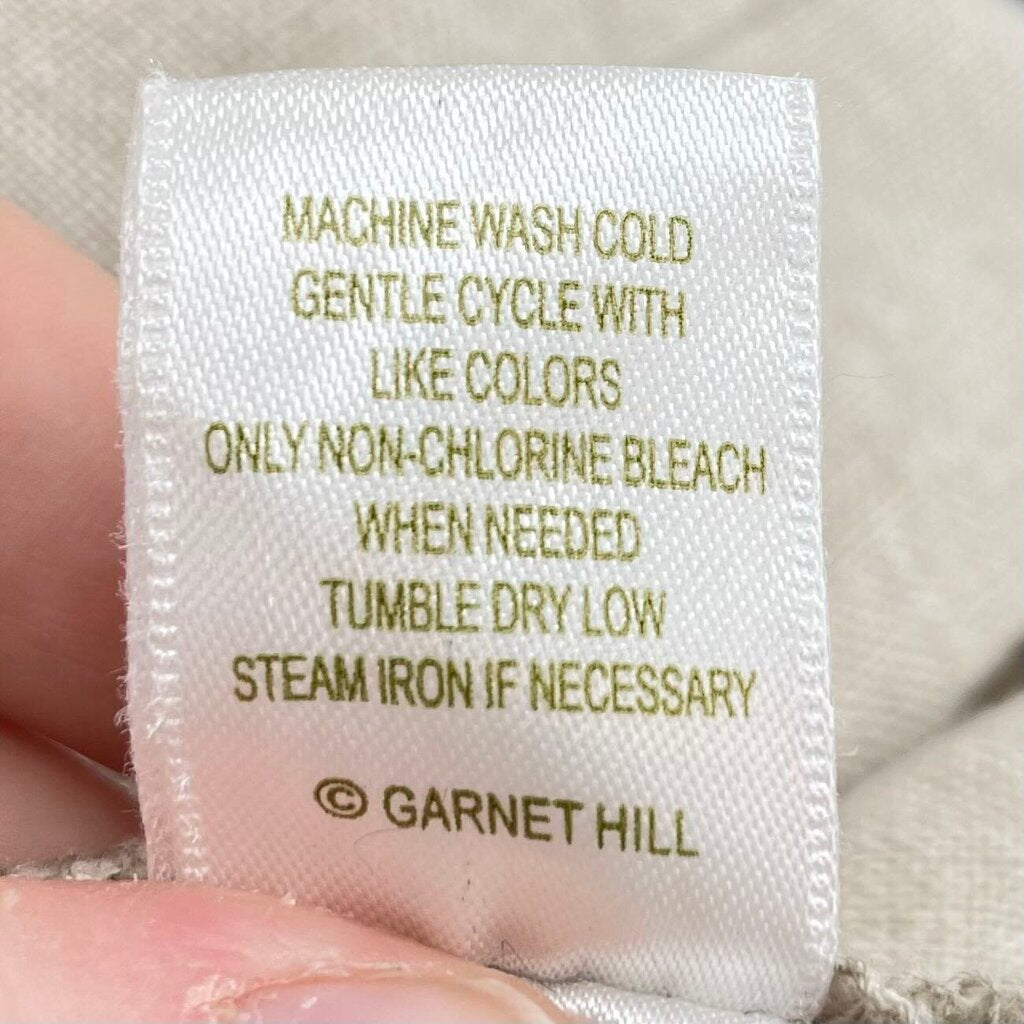 MACHINE WASH COLD
GENTLE CYCLE WITH
LIKE COLORS
ONLY NON-CHLORINE BLEACH
WHEN NEEDED
TUMBLE DRY LOW
STEAM IRON IF NECESSARY
© GARNET HILL